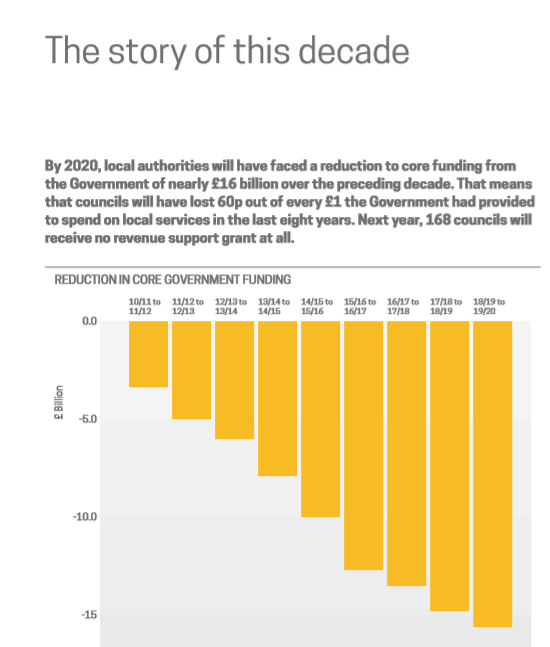 The story of this decade
By 2020, local authorities will have faced a reduction to core funding from
the Government of nearly £16 billion over the preceding decade. That means
that councils will have lost 60p out of every £1 the Government had provided
to spend on local services in the last eight years. Next year, 168 councils will
receive no revenue support grant at all.
REDUCTION IN CORE GOVERNMENT FUNDING
10/11 to 11/12 to 12/13 to 13/14 to 14/15 to 15/16 to 16/17 to 17/18 to 18/19 to
11/12 12/13 13/14 14/15 15/16 16/17 17/18 18/19 19/20
0.0
£ Billion
-5.0
-10.0
-15